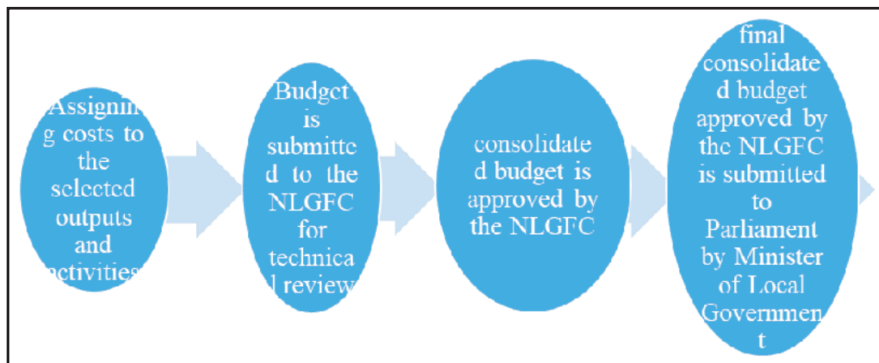 Assignin
g costs to
the
selected
outputs
and
activities
Budget
is
submitte
d to the
NLGFC
for
technica
l review
consolidate
d budget is
approved by
the NLGFC
final
consolidate
d budget
approved by
the NLGFC
is submitted
to
Parliament
by Minister
of Local
Governmen
t